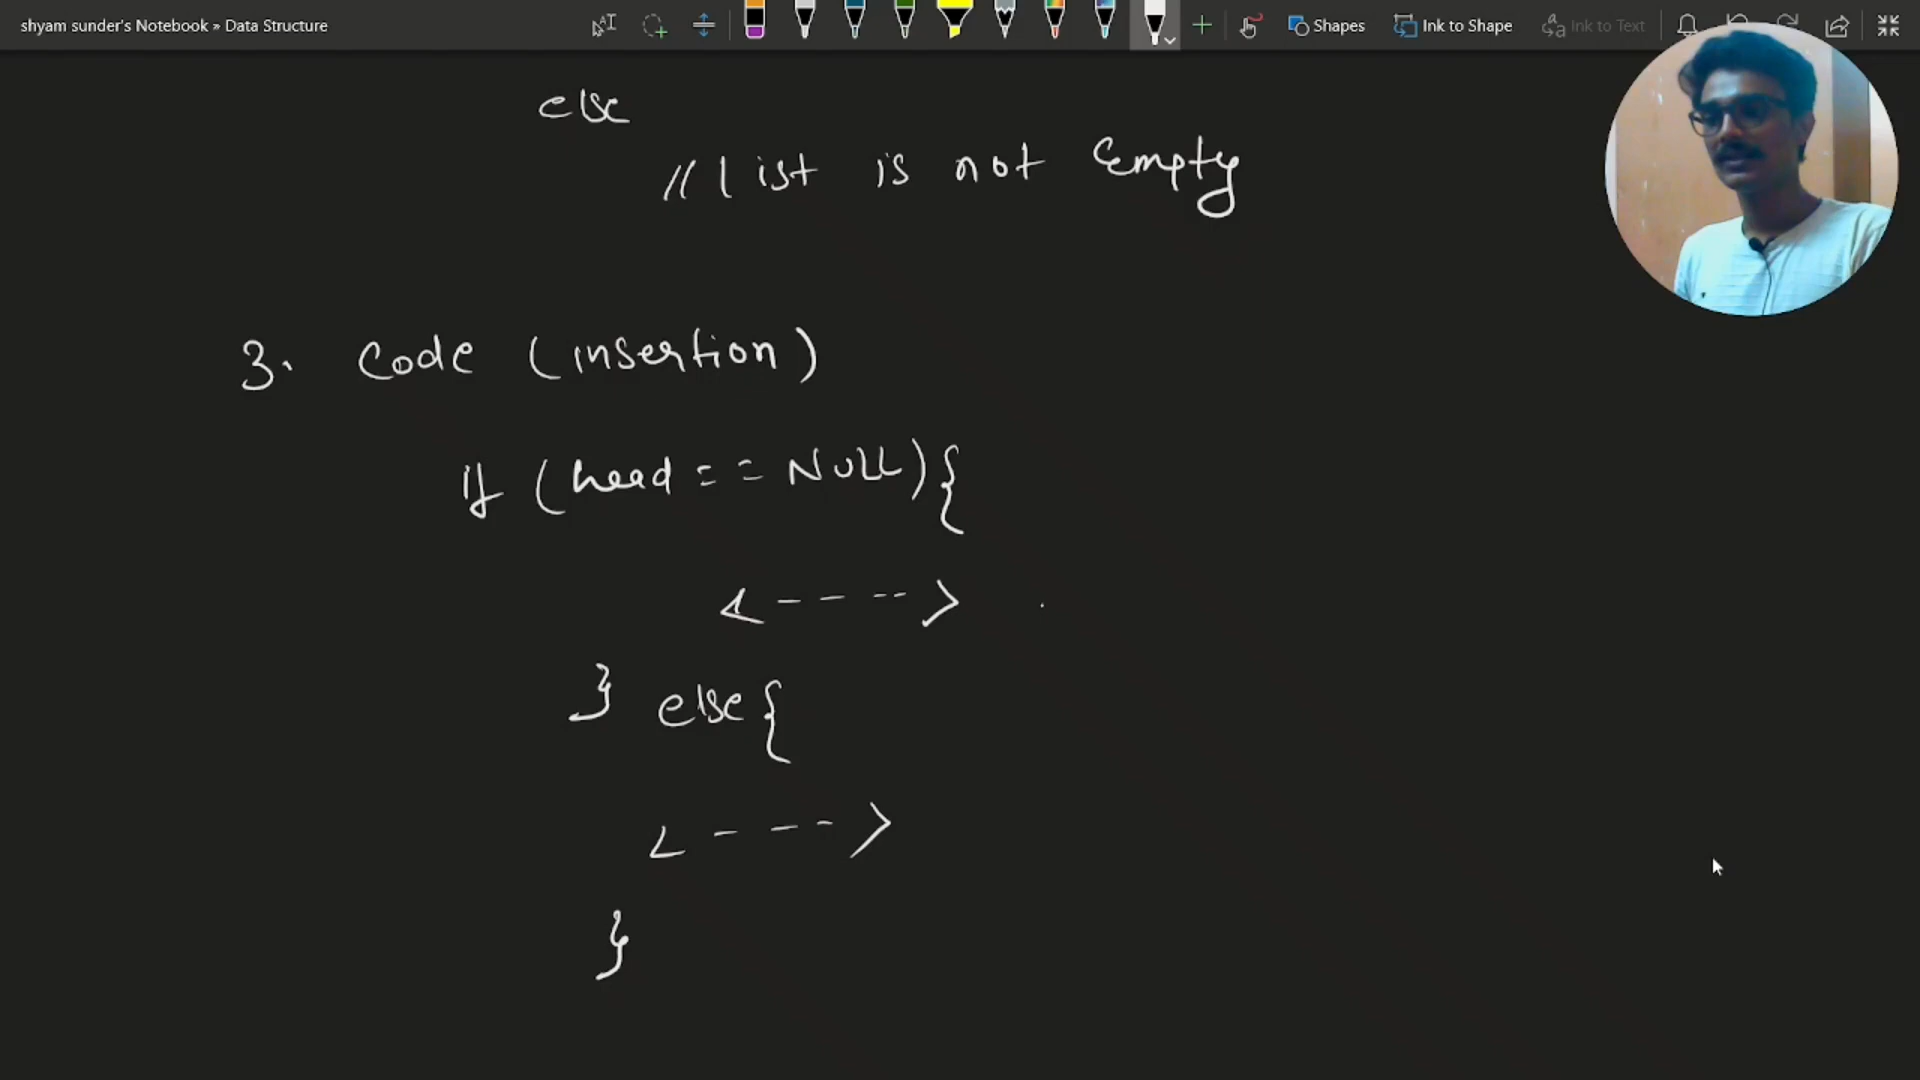 shyam sunder's Notebook » Data Structure
Shapes
Ink to Shape
Ink to Text
else
// list is not Empty
3. Code (insertion)
if (head == NULL){
<---->
} else{
<--->
}